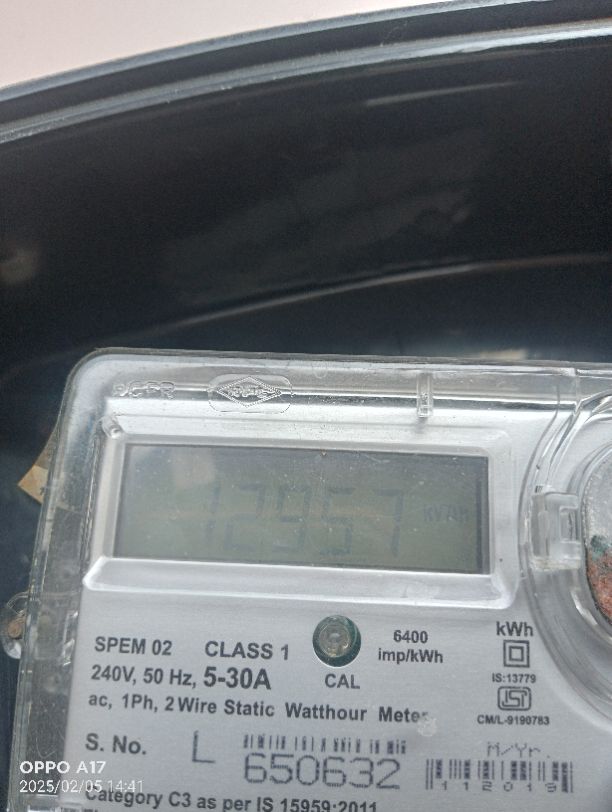 12957 kVAh
SPEM 02 CLASS 1
6400 imp/kWh
kWh
240V, 50 Hz, 5-30A
CAL
IS:13779
ac, 1Ph, 2 Wire Static Watthour Meter
CM/L-9190783
S. No. L 650632
M/Yr.
112019
Category C3 as per IS 15959:2011
OPPO A17
2025/02/05 14:41